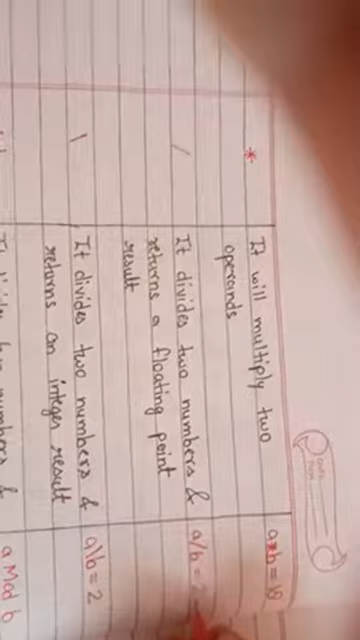 * It will multiply two a*b = 10
operands
/ It divides two numbers &
returns a floating point
result
\ It divides two numbers & a\b = 2
returns an integer result
numbers & a Mod b